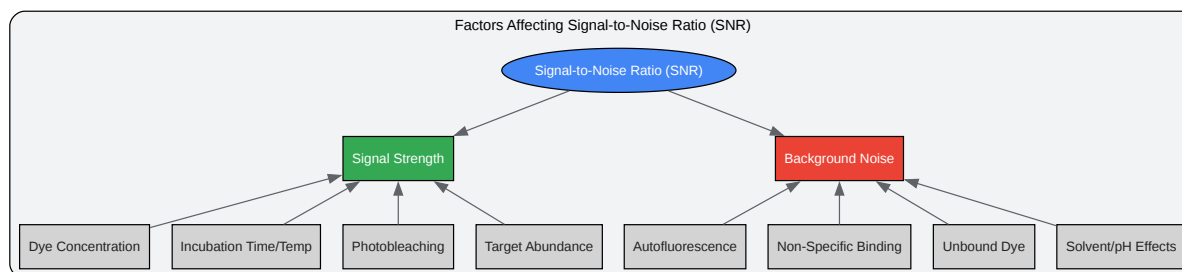 Factors Affecting Signal-to-Noise Ratio (SNR)
Signal-to-Noise Ratio (SNR)
Signal Strength
Background Noise
Dye Concentration
Incubation Time/Temp
Photobleaching
Target Abundance
Autofluorescence
Non-Specific Binding
Unbound Dye
Solvent/pH Effects